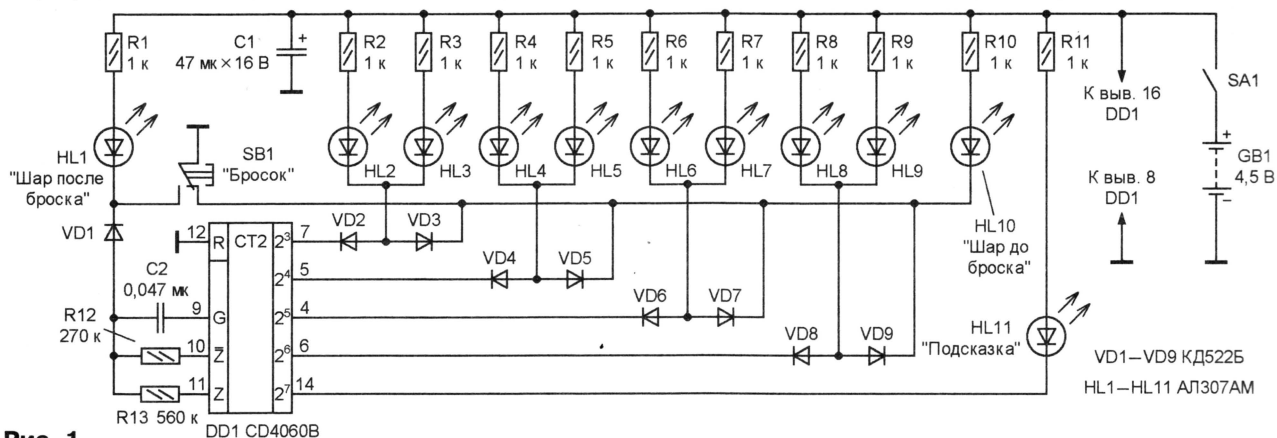 R1
1 к
C1
47 мк × 16 В
+
R2
1 к
R3
1 к
R4
1 к
R5
1 к
R6
1 к
R7
1 к
R8
1 к
R9
1 к
R10
1 к
R11
1 к
К выв. 16
DD1
SA1
HL1
"Шар после
броска"
SB1
"Бросок"
HL2
HL3
HL4
HL5
HL6
HL7
HL8
HL9
HL10
"Шар до
броска"
К выв. 8
DD1
+
GB1
4,5 В
−
VD1
12
R
CT2
2³
7
VD2
VD3
2⁴
5
VD4
VD5
C2
0,047 мк
9
G
2⁵
4
VD6
VD7
R12
270 к
10
Z̅
2⁶
6
VD8
VD9
HL11
"Подсказка"
11
Z
2⁷
14
R13 560 к
DD1 CD4060B
VD1—VD9 КД522Б
HL1—HL11 АЛ307АМ
Рис. 1